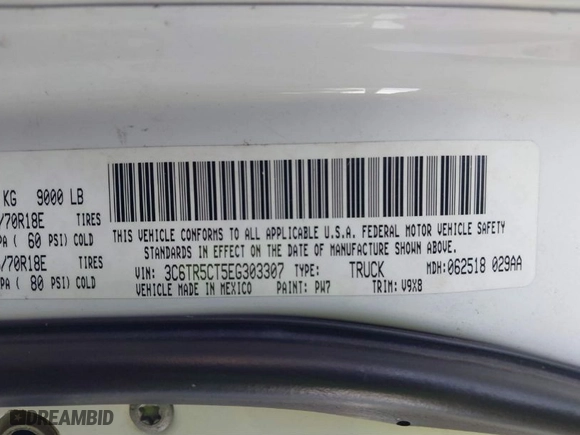 KG 9000 LB
/70R18E TIRES
PA ( 60 PSI) COLD
/70R18E TIRES
PA ( 80 PSI) COLD
THIS VEHICLE CONFORMS TO ALL APPLICABLE U.S.A. FEDERAL MOTOR VEHICLE SAFETY
STANDARDS IN EFFECT ON THE DATE OF MANUFACTURE SHOWN ABOVE.
VIN: 3C6TR5CT5EG303307 TYPE: TRUCK MDH: 062518 029AA
VEHICLE MADE IN MEXICO PAINT: PW7 TRIM: V9X8
DREAMBID